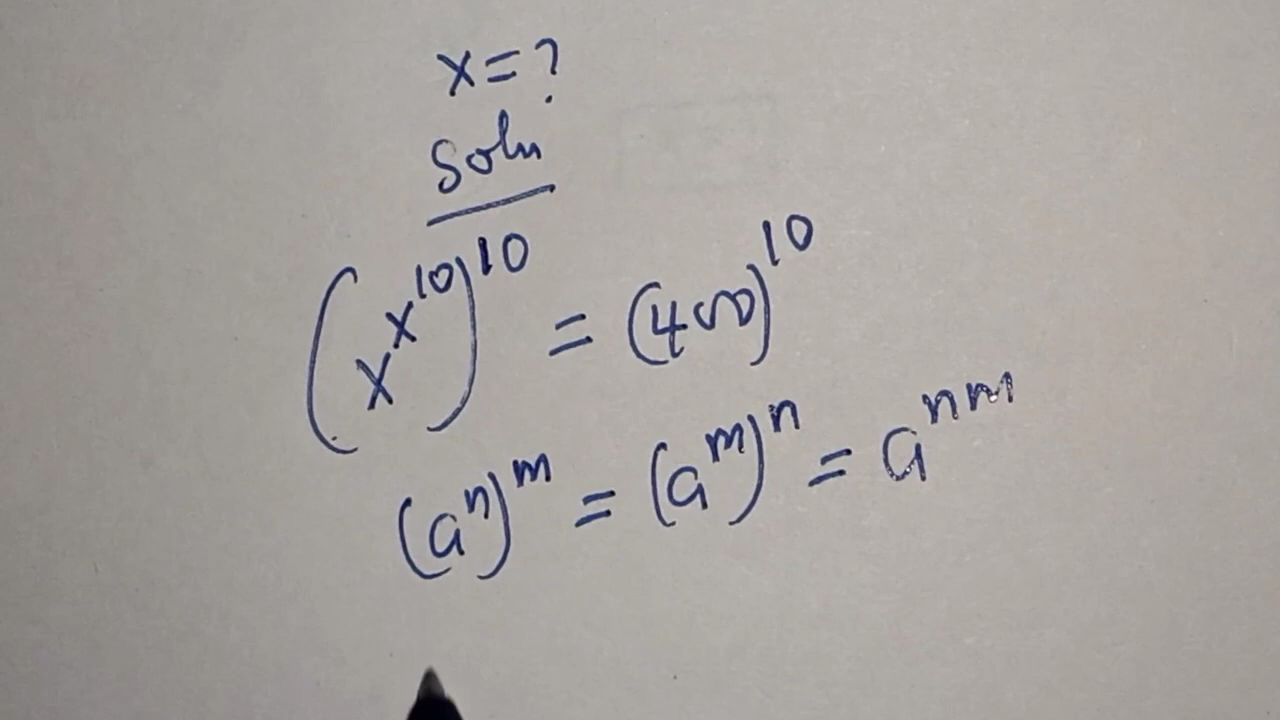 x=?
Soln
(x^{x^{10}})^{10} = (400)^{10}
(a^n)^m = (a^m)^n = a^{nm}